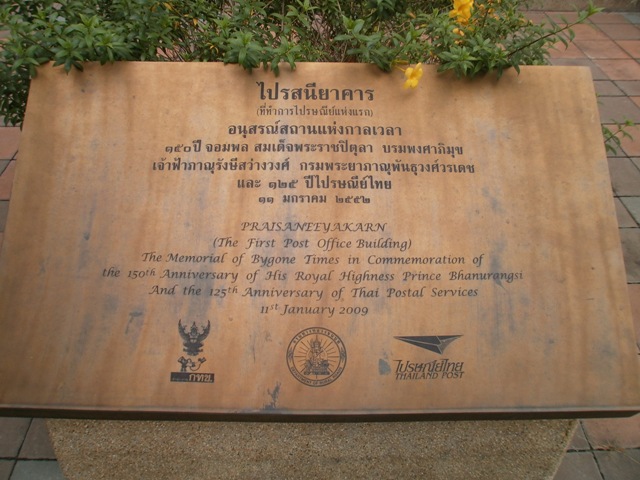 ไปรสนียาคาร
(ที่ทำการไปรษณีย์แห่งแรก)
อนุสรณ์สถานแห่งกาลเวลา
๑๕๐ ปี จอมพล สมเด็จพระราชปิตุลา บรมพงศาภิมุข
เจ้าฟ้าภาณุรังษีสว่างวงศ์ กรมพระยาภาณุพันธุวงศ์วรเดช
และ ๑๒๕ ปีไปรษณีย์ไทย
๑๑ มกราคม ๒๕๕๒
PRAISANEEYAKARN
(The First Post Office Building)
The Memorial of Bygone Times in Commemoration of
the 150th Anniversary of His Royal Highness Prince Bhanurangsi
And the 125th Anniversary of Thai Postal Services
11st January 2009
กทช.
ไปรษณีย์ไทย
THAILAND POST